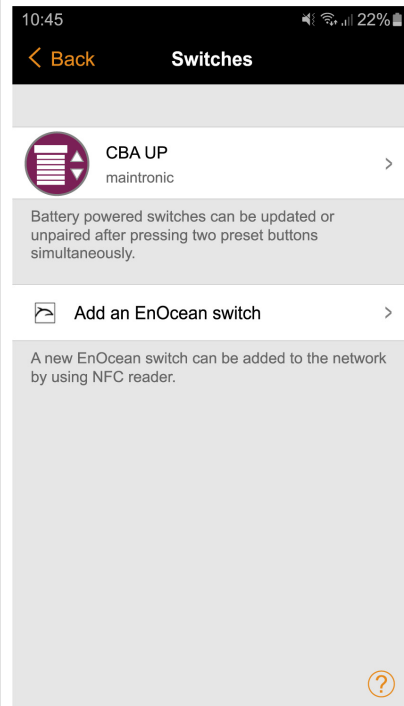 10:45 22%
Back Switches
CBA UP
maintronic
Battery powered switches can be updated or
unpaired after pressing two preset buttons
simultaneously.
Add an EnOcean switch
A new EnOcean switch can be added to the network
by using NFC reader.
?